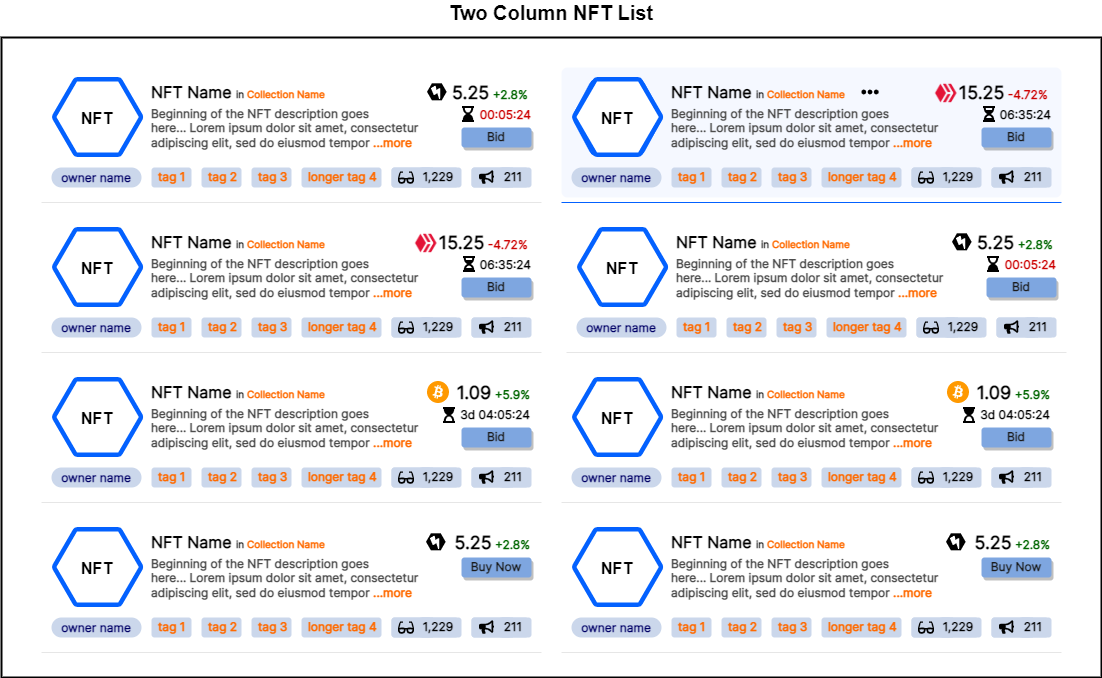 Two Column NFT List
NFT
NFT Name in Collection Name
5.25 +2.8%
Beginning of the NFT description goes
00:05:24
here... Lorem ipsum dolor sit amet, consectetur
adipiscing elit, sed do eiusmod tempor ...more
Bid
owner name tag 1 tag 2 tag 3 longer tag 4 1,229 211
NFT
NFT Name in Collection Name •••
15.25 -4.72%
Beginning of the NFT description goes
06:35:24
here... Lorem ipsum dolor sit amet, consectetur
adipiscing elit, sed do eiusmod tempor ...more
Bid
owner name tag 1 tag 2 tag 3 longer tag 4 1,229 211
NFT
NFT Name in Collection Name
15.25 -4.72%
Beginning of the NFT description goes
06:35:24
here... Lorem ipsum dolor sit amet, consectetur
adipiscing elit, sed do eiusmod tempor ...more
Bid
owner name tag 1 tag 2 tag 3 longer tag 4 1,229 211
NFT
NFT Name in Collection Name
5.25 +2.8%
Beginning of the NFT description goes
00:05:24
here... Lorem ipsum dolor sit amet, consectetur
adipiscing elit, sed do eiusmod tempor ...more
Bid
owner name tag 1 tag 2 tag 3 longer tag 4 1,229 211
NFT
NFT Name in Collection Name
1.09 +5.9%
Beginning of the NFT description goes
3d 04:05:24
here... Lorem ipsum dolor sit amet, consectetur
adipiscing elit, sed do eiusmod tempor ...more
Bid
owner name tag 1 tag 2 tag 3 longer tag 4 1,229 211
NFT
NFT Name in Collection Name
1.09 +5.9%
Beginning of the NFT description goes
3d 04:05:24
here... Lorem ipsum dolor sit amet, consectetur
adipiscing elit, sed do eiusmod tempor ...more
Bid
owner name tag 1 tag 2 tag 3 longer tag 4 1,229 211
NFT
NFT Name in Collection Name
5.25 +2.8%
Beginning of the NFT description goes
here... Lorem ipsum dolor sit amet, consectetur
adipiscing elit, sed do eiusmod tempor ...more
Buy Now
owner name tag 1 tag 2 tag 3 longer tag 4 1,229 211
NFT
NFT Name in Collection Name
5.25 +2.8%
Beginning of the NFT description goes
here... Lorem ipsum dolor sit amet, consectetur
adipiscing elit, sed do eiusmod tempor ...more
Buy Now
owner name tag 1 tag 2 tag 3 longer tag 4 1,229 211